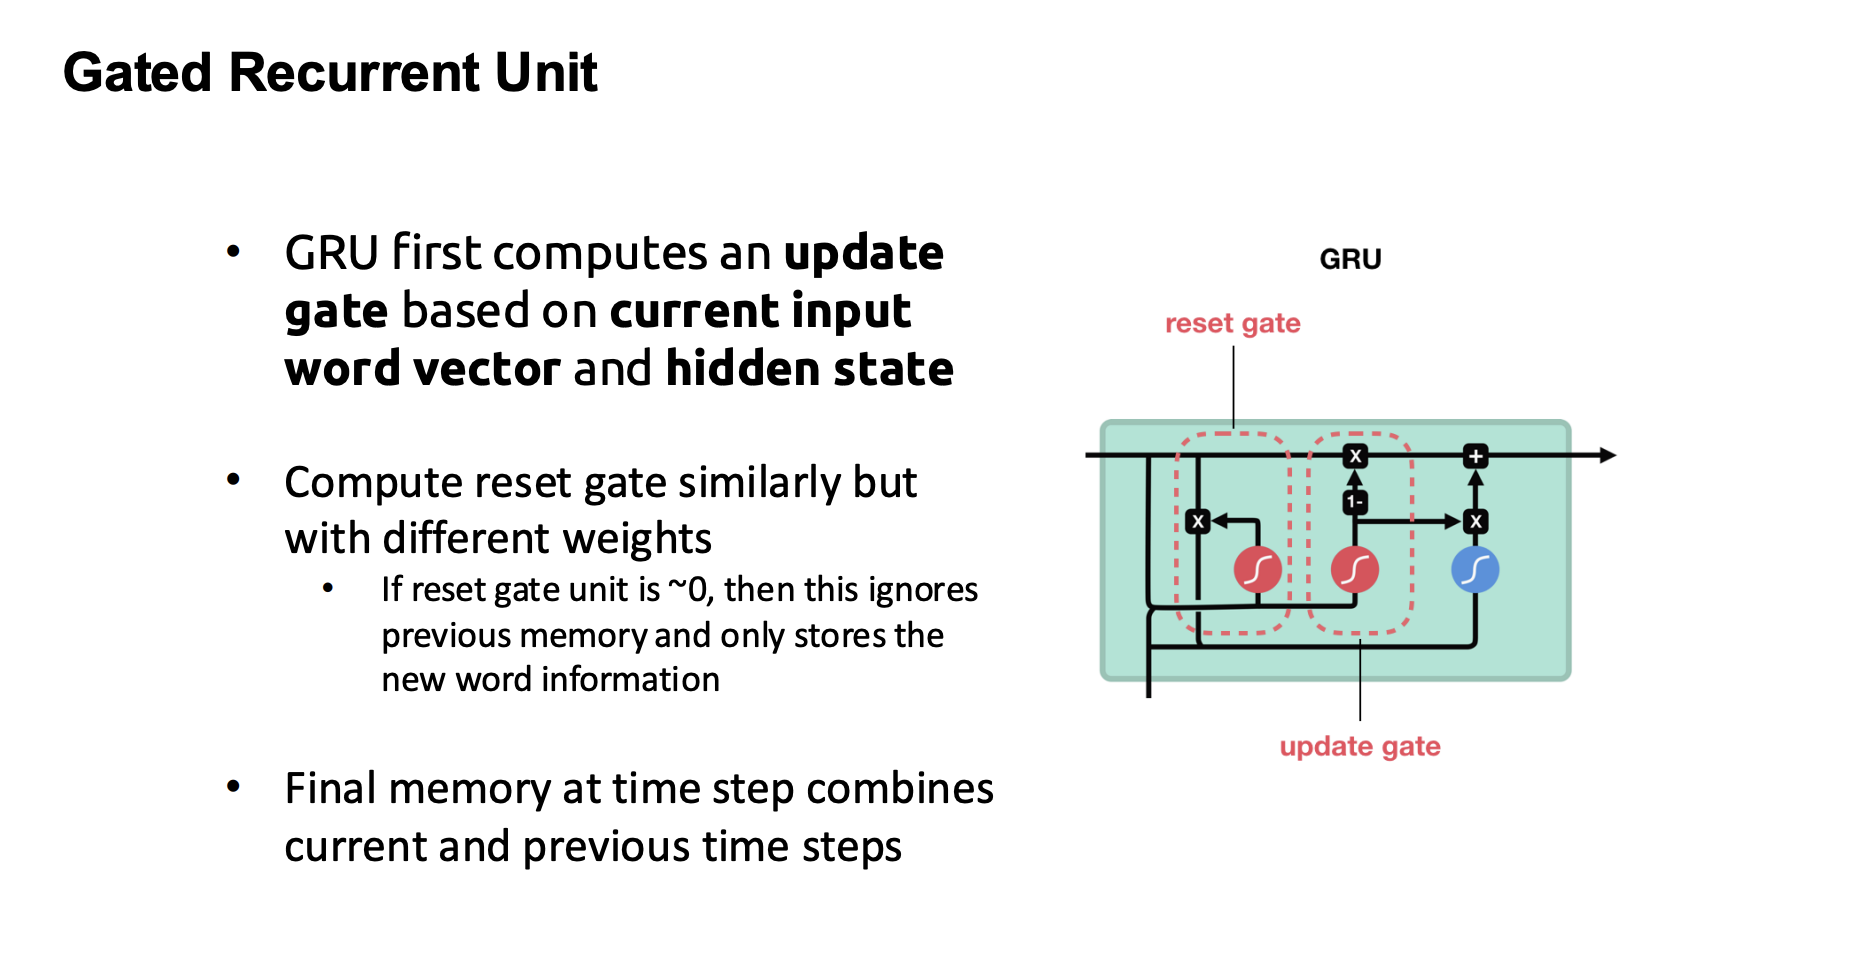 Gated Recurrent Unit
• GRU first computes an update
gate based on current input
word vector and hidden state
• Compute reset gate similarly but
with different weights
• If reset gate unit is ~0, then this ignores
previous memory and only stores the
new word information
• Final memory at time step combines
current and previous time steps
GRU
reset gate
x
+
1-
x
x
update gate